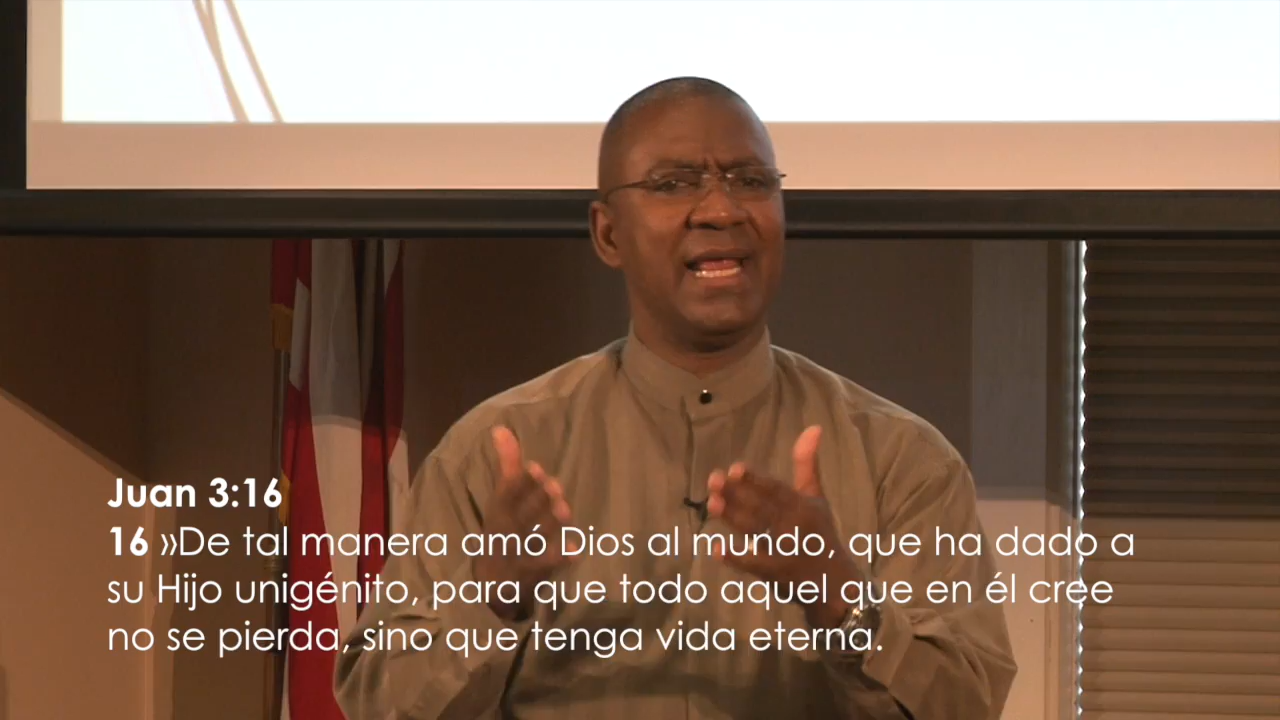 Juan 3:16
16 »De tal manera amó Dios al mundo, que ha dado a
su Hijo unigénito, para que todo aquel que en él cree
no se pierda, sino que tenga vida eterna.